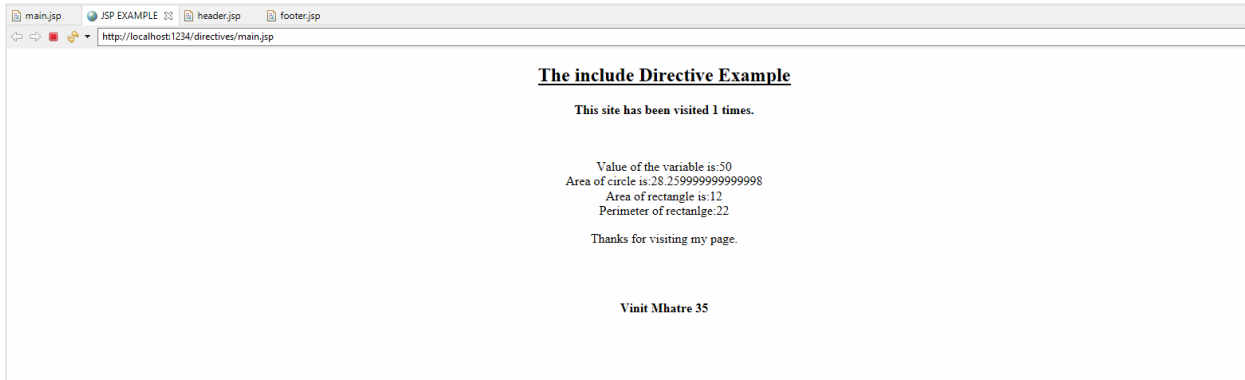 main.jsp JSP EXAMPLE header.jsp footer.jsp
http://localhost:1234/directives/main.jsp
The include Directive Example
This site has been visited 1 times.
Value of the variable is:50
Area of circle is:28.259999999999998
Area of rectangle is:12
Perimeter of rectanlge:22
Thanks for visiting my page.
Vinit Mhatre 35